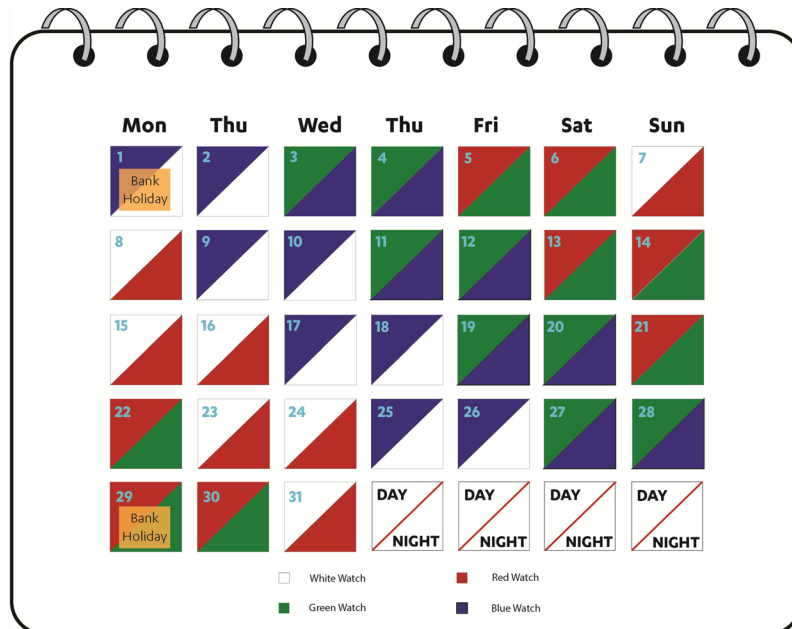 Mon Thu Wed Thu Fri Sat Sun
1 2 3 4 5 6 7
Bank
Holiday
8 9 10 11 12 13 14
15 16 17 18 19 20 21
22 23 24 25 26 27 28
29 30 31 DAY DAY DAY DAY
Bank
Holiday
NIGHT NIGHT NIGHT NIGHT
White Watch Red Watch
Green Watch Blue Watch